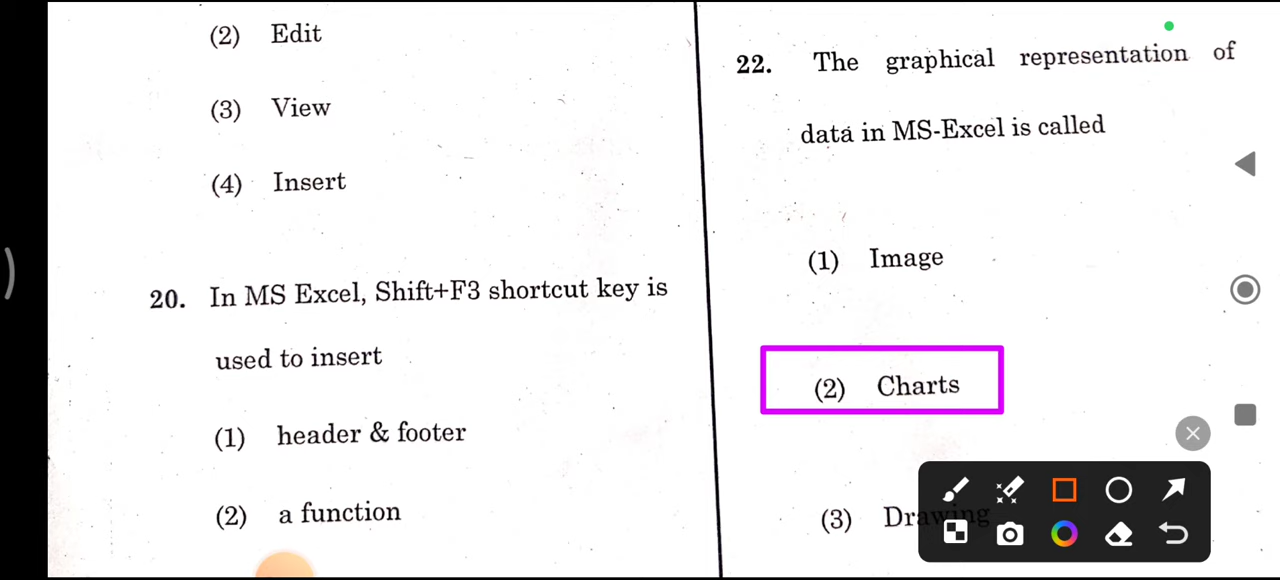 (2) Edit
(3) View
(4) Insert
20. In MS Excel, Shift+F3 shortcut key is
used to insert
(1) header & footer
(2) a function
22. The graphical representation of
data in MS-Excel is called
(1) Image
(2) Charts
(3) Drawing